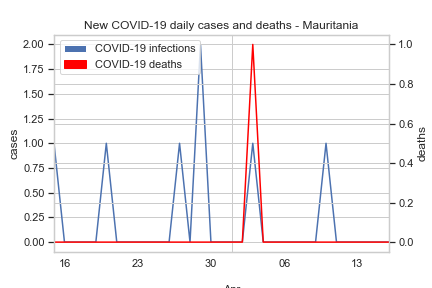 New COVID-19 daily cases and deaths - Mauritania
COVID-19 infections
COVID-19 deaths
cases
2.00
1.75
1.50
1.25
1.00
0.75
0.50
0.25
0.00
1.0
0.8
0.6
0.4
0.2
0.0
deaths
16 23 30 06 13